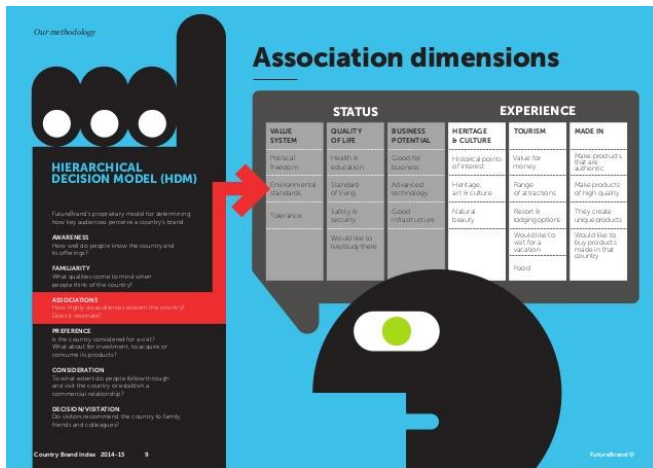 Our methodology
Association dimensions
HIERARCHICAL
DECISION MODEL (HDM)
FutureBrand's proprietary model for determining
how key audiences perceive a country's brand.
AWARENESS
How well do people know the country and
its offerings?
FAMILIARITY
What qualities come to mind when
people think of the country?
ASSOCIATIONS
How highly do audiences esteem the country?
Does it resonate?
PREFERENCE
Is the country considered for a visit?
What about for investment, to acquire or
consume its products?
CONSIDERATION
To what extent do people follow through
and visit the country or establish a
commercial relationship?
DECISION/VISITATION
Do visitors recommend the country to family,
friends and colleagues?
STATUS
EXPERIENCE
VALUE
SYSTEM
Political
freedom
Environmental
standards
Tolerance
QUALITY
OF LIFE
Health &
education
Standard
of living
Safety &
security
Would like to
live/study there
BUSINESS
POTENTIAL
Good for
business
Advanced
technology
Good
infrastructure
HERITAGE
& CULTURE
Historical points
of interest
Heritage,
art & culture
Natural
beauty
TOURISM
Value for
money
Range
of attractions
Resort &
lodging options
Would like to
visit for a
vacation
Food
MADE IN
Make products
that are
authentic
Make products
of high quality
They create
unique products
Would like to
buy products
made in that
country
Country Brand Index 2014-15 9
FutureBrand ©